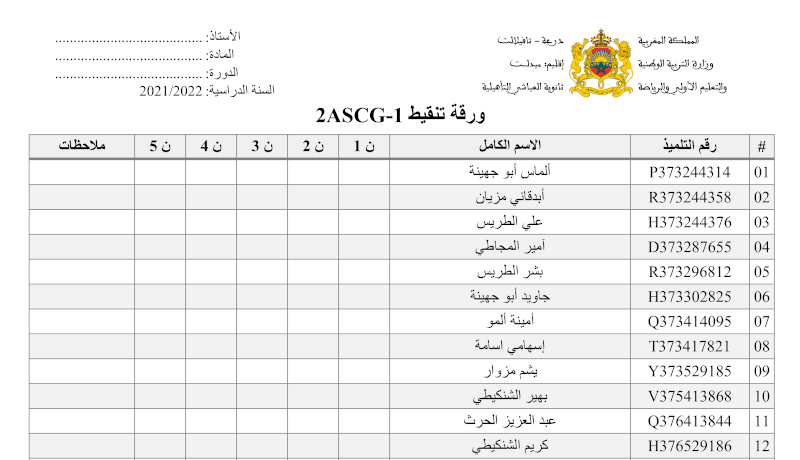 المملكة المغربية
وزارة التربية الوطنية
والتعليم الأولي والرياضة
درعة - تافيلالت
إقليم: ميدلت
ثانوية العياشي التأهيلية
الأستاذ: ........................................
المادة: ........................................
الدورة: ........................................
السنة الدراسية: 2021/2022
ورقة تنقيط 2ASCG-1
# رقم التلميذ الاسم الكامل ن 1 ن 2 ن 3 ن 4 ن 5 ملاحظات
01 P373244314 ألماس أبو جهينة
02 R373244358 أبدقاني مزيان
03 H373244376 علي الطريس
04 D373287655 أمير المجاطي
05 R373296812 بشر الطريس
06 H373302825 جاويد أبو جهينة
07 Q373414095 أمينة ألمو
08 T373417821 إسهامي اسامة
09 Y373529185 يشم مزوار
10 V375413868 بهير الشنكيطي
11 Q376413844 عبد العزيز الحرث
12 H376529186 كريم الشنكيطي